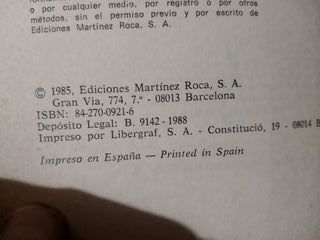 o por cualquier medio, por registro o por otros
métodos, sin el permiso previo y por escrito de
Ediciones Martínez Roca, S. A.
© 1985, Ediciones Martínez Roca, S. A.
Gran Via, 774, 7.º - 08013 Barcelona
ISBN: 84-270-0921-6
Depósito Legal: B. 9142 - 1988
Impreso por Libergraf, S. A. - Constitució, 19 - 08014 B
Impreso en España — Printed in Spain